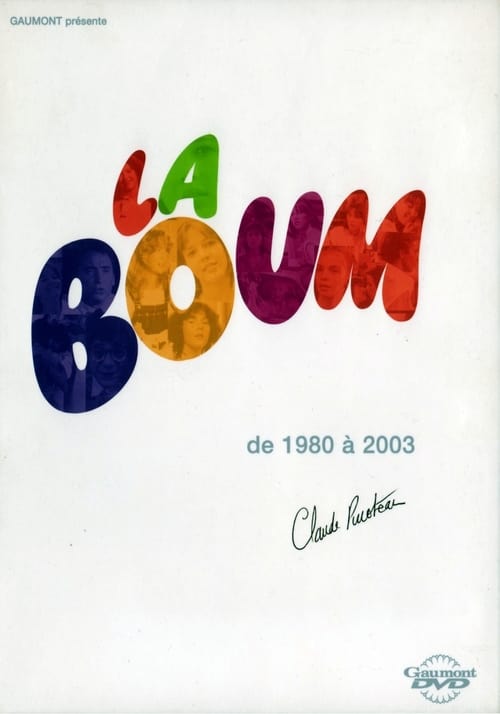 GAUMONT présente
LA
BOUM
de 1980 à 2003
Claude Pinoteau
Gaumont
DVD